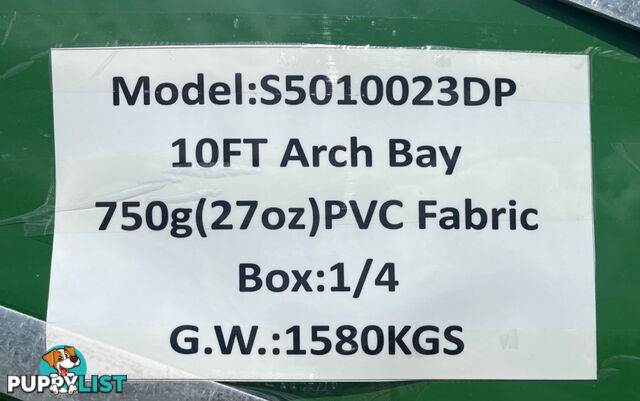 Model:S5010023DP
10FT Arch Bay
750g(27oz)PVC Fabric
Box:1/4
G.W.:1580KGS
PUPPYLIST